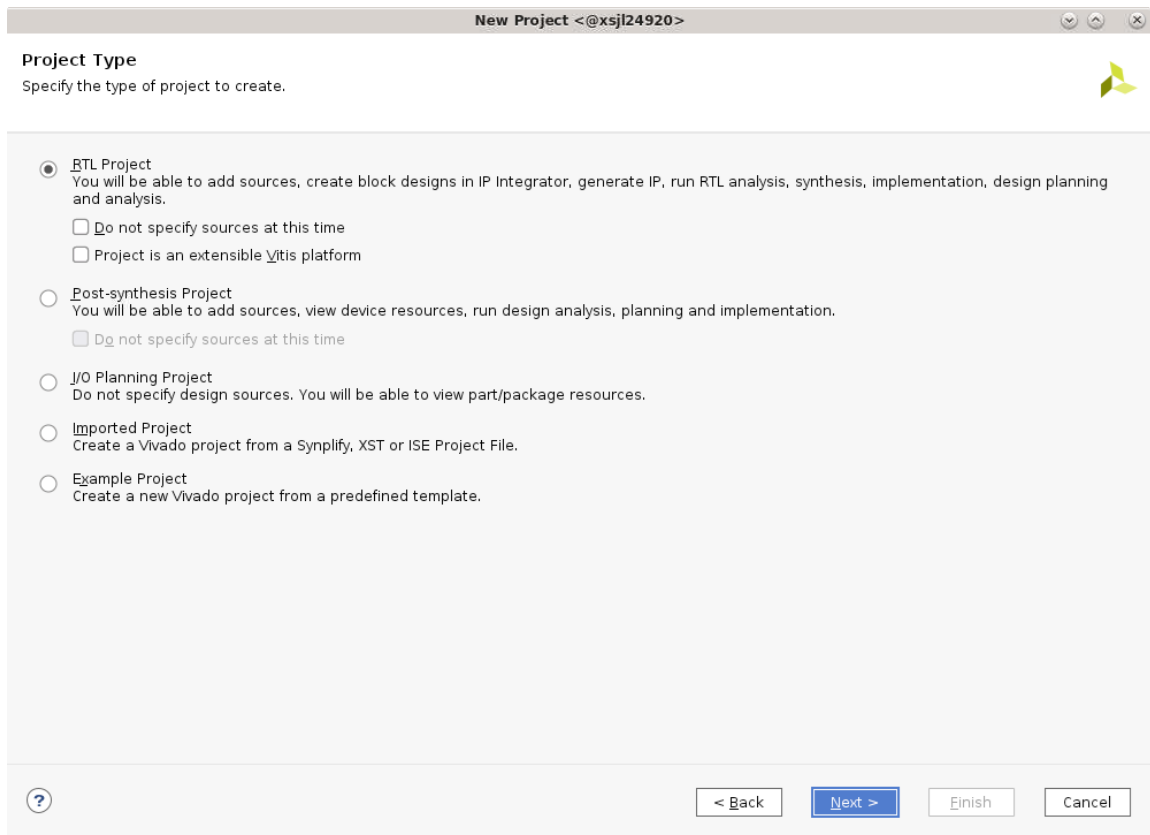 New Project <@xsjl24920>
Project Type
Specify the type of project to create.
RTL Project
You will be able to add sources, create block designs in IP Integrator, generate IP, run RTL analysis, synthesis, implementation, design planning
and analysis.
Do not specify sources at this time
Project is an extensible Vitis platform
Post-synthesis Project
You will be able to add sources, view device resources, run design analysis, planning and implementation.
Do not specify sources at this time
I/O Planning Project
Do not specify design sources. You will be able to view part/package resources.
Imported Project
Create a Vivado project from a Synplify, XST or ISE Project File.
Example Project
Create a new Vivado project from a predefined template.
?
< Back
Next >
Finish
Cancel